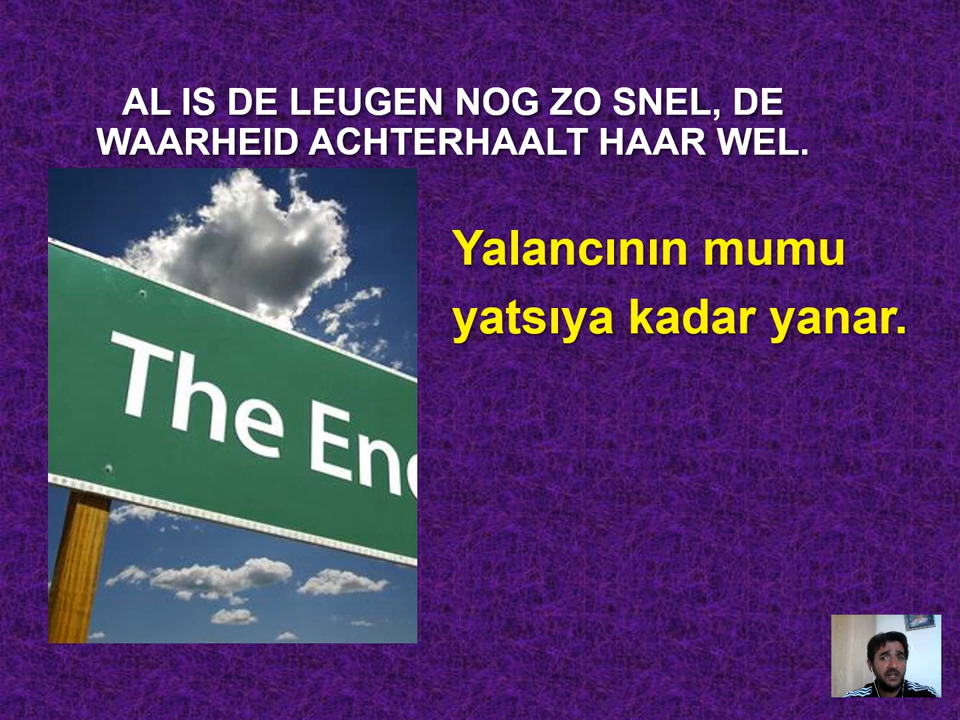 AL IS DE LEUGEN NOG ZO SNEL, DE
WAARHEID ACHTERHAALT HAAR WEL.
Yalancının mumu
yatsıya kadar yanar.
The En